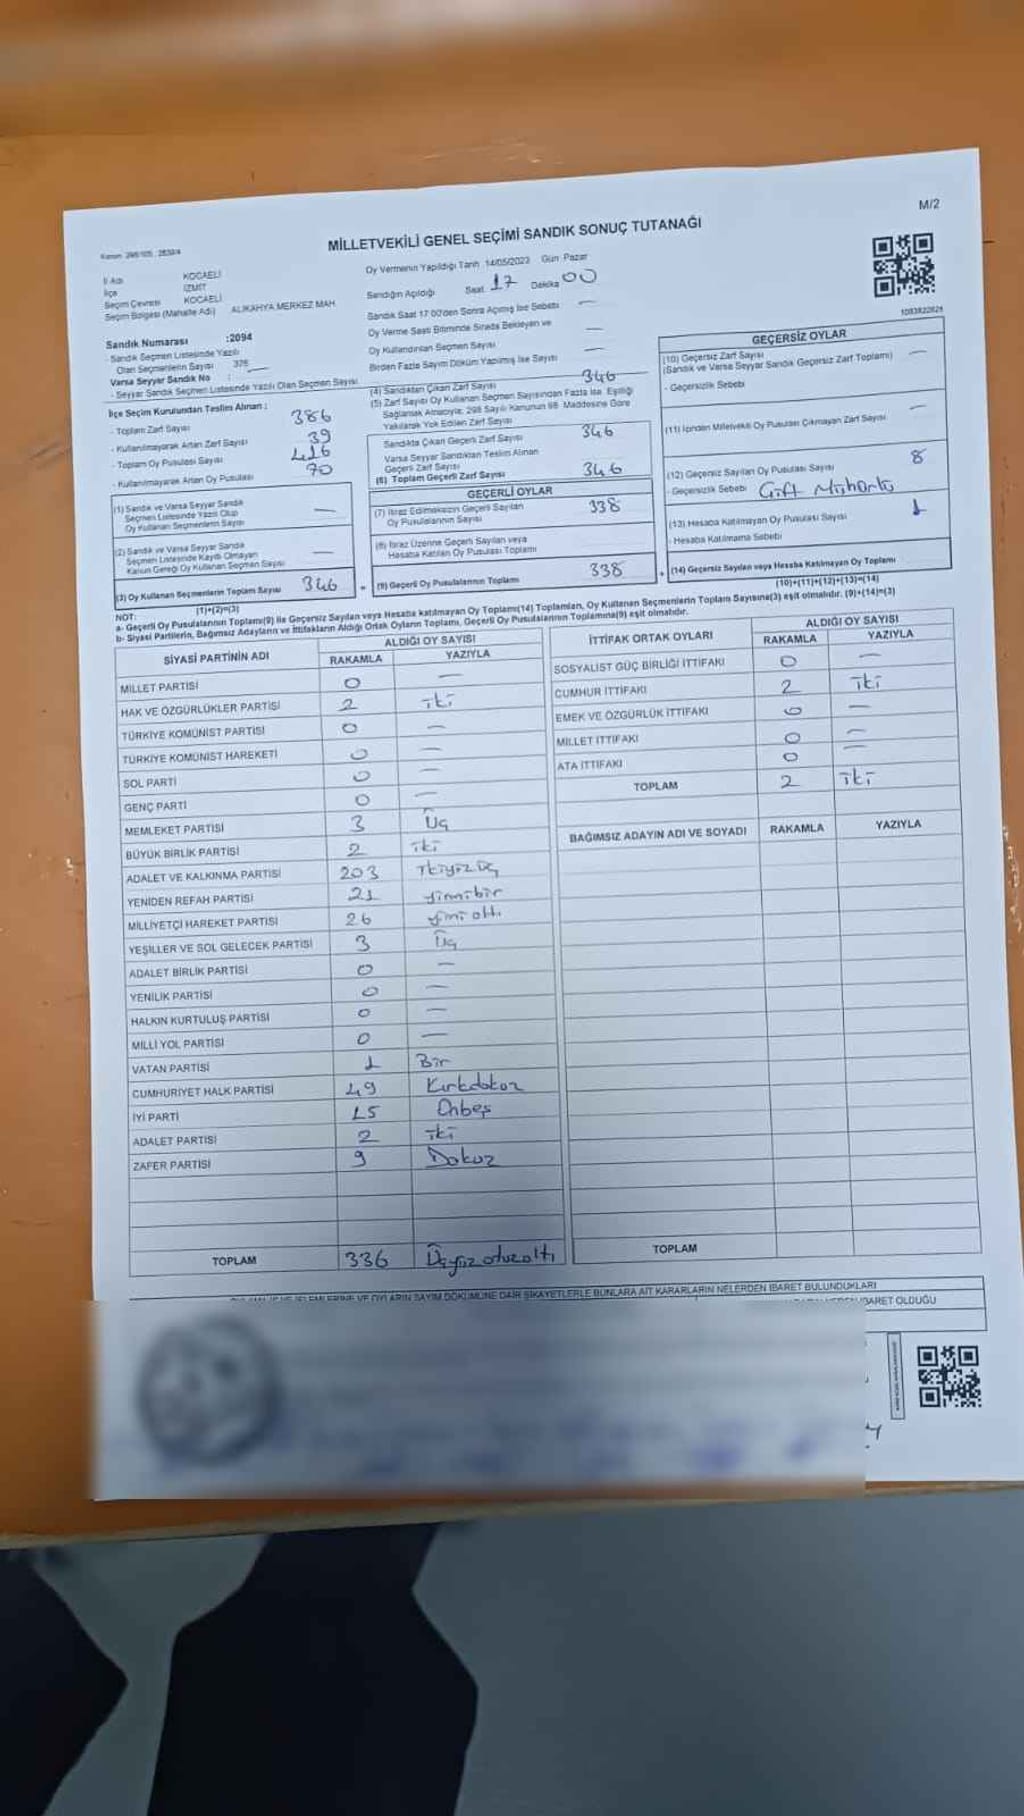 M/2
MİLLETVEKİLİ GENEL SEÇİMİ SANDIK SONUÇ TUTANAĞI
İl Adı KOCAELİ
İlçe İZMİT
Seçim Çevresi KOCAELİ
Seçim Bölgesi (Mahalle Adı) ALİKAHYA MERKEZ MAH.
Sandık Numarası :2094
- Sandık Seçmen Listesinde Yazılı
Olan Seçmenlerin Sayısı 376
Varsa Seyyar Sandık No :
- Seyyar Sandık Seçmen Listesinde Yazılı Olan Seçmen Sayısı
Oy Vermenin Yapıldığı Tarih 14/05/2023 Gün Pazar
Sandığın Açıldığı Saat 17 Dakika 00
Sandık Saat 17:00'den Sonra Açılmış İse Sebebi —
Oy Verme Saati Bitiminde Sırada Bekleyen ve
Oy Kullandırılan Seçmen Sayısı —
Birden Fazla Sayım Döküm Yapılmış İse Sayısı —
1083822626
İlçe Seçim Kurulundan Teslim Alınan :
- Toplam Zarf Sayısı 386
- Kullanılmayarak Artan Zarf Sayısı 39
- Toplam Oy Pusulası Sayısı 416
- Kullanılmayarak Artan Oy Pusulası 70
(1) Sandık ve Varsa Seyyar Sandık
Seçmen Listesinde Yazılı Olup
Oy Kullanan Seçmenlerin Sayısı —
(2) Sandık ve Varsa Seyyar Sandık
Seçmen Listesinde Kaydı Olmayan
Kanun Gereği Oy Kullanan Seçmen Sayısı —
(3) Oy Kullanan Seçmenlerin Toplam Sayısı 346
(1)+(2)=(3)
(4) Sandıktan Çıkan Zarf Sayısı 346
(5) Zarf Sayısı Oy Kullanan Seçmen Sayısından Fazla İse, Eşitliği
Sağlamak Amacıyla; 298 Sayılı Kanunun 98. Maddesine Göre
Yakılarak Yok Edilen Zarf Sayısı
Sandıkta Çıkan Geçerli Zarf Sayısı 346
Varsa Seyyar Sandıktan Teslim Alınan
Geçerli Zarf Sayısı
(6) Toplam Geçerli Zarf Sayısı 346
GEÇERLİ OYLAR
(7) İtiraz Edilmeksizin Geçerli Sayılan
Oy Pusulalarının Sayısı 338
(8) İtiraz Üzerine Geçerli Sayılan veya
Hesaba Katılan Oy Pusulası Toplamı
(9) Geçerli Oy Pusulalarının Toplamı 338
GEÇERSİZ OYLAR
(10) Geçersiz Zarf Sayısı
(Sandık ve Varsa Seyyar Sandık Geçersiz Zarf Toplamı) —
- Geçersizlik Sebebi
(11) İçinden Milletvekili Oy Pusulası Çıkmayan Zarf Sayısı —
(12) Geçersiz Sayılan Oy Pusulası Sayısı 8
- Geçersizlik Sebebi Çift Mühürlü
(13) Hesaba Katılmayan Oy Pusulası Sayısı 1
- Hesaba Katılmama Sebebi
(14) Geçersiz Sayılan veya Hesaba Katılmayan Oy Toplamı
(10)+(11)+(12)+(13)=(14)
NOT:
a- Geçerli Oy Pusulasının Toplamı(9) ile Geçersiz Sayılan veya Hesaba katılmayan Oy Toplamı(14) Toplamları, Oy Kullanan Seçmenlerin Toplam Sayısına(3) eşit olmalıdır. (9)+(14)=(3)
b- Siyasi Partilerin, Bağımsız Adayların ve İttifakların Aldığı Ortak Oyların Toplamı, Geçerli Oy Pusulasının Toplamına(9) eşit olmalıdır.
SİYASİ PARTİNİN ADI ALDIĞI OY SAYISI
RAKAMLA YAZIYLA
MİLLET PARTİSİ 0 —
HAK VE ÖZGÜRLÜKLER PARTİSİ 2 iki
TÜRKİYE KOMÜNİST PARTİSİ 0 —
TÜRKİYE KOMÜNİST HAREKETİ 0 —
SOL PARTİ 0 —
GENÇ PARTİ 0 —
MEMLEKET PARTİSİ 3 Üç
BÜYÜK BİRLİK PARTİSİ 2 iki
ADALET VE KALKINMA PARTİSİ 203 İkiyüzüç
YENİDEN REFAH PARTİSİ 21 yirmibir
MİLLİYETÇİ HAREKET PARTİSİ 26 yirmi altı
YEŞİLLER VE SOL GELECEK PARTİSİ 3 Üç
ADALET BİRLİK PARTİSİ 0 —
YENİLİK PARTİSİ 0 —
HALKIN KURTULUŞ PARTİSİ 0 —
MİLLİ YOL PARTİSİ 0 —
VATAN PARTİSİ 1 Bir
CUMHURİYET HALK PARTİSİ 49 Kırkdokuz
İYİ PARTİ 15 Onbeş
ADALET PARTİSİ 2 iki
ZAFER PARTİSİ 9 Dokuz
TOPLAM 336 Üçyüz otuzaltı
İTTİFAK ORTAK OYLARI ALDIĞI OY SAYISI
RAKAMLA YAZIYLA
SOSYALİST GÜÇ BİRLİĞİ İTTİFAKI 0 —
CUMHUR İTTİFAKI 2 iki
EMEK VE ÖZGÜRLÜK İTTİFAKI 0 —
MİLLET İTTİFAKI 0 —
ATA İTTİFAKI 0 —
TOPLAM 2 iki
BAĞIMSIZ ADAYIN ADI VE SOYADI RAKAMLA YAZIYLA
TOPLAM
OYLARIN SAYIM DÖKÜMÜNE DAİR ŞİKAYETLERLE BUNLARA AİT KARARLARIN NELERDEN İBARET BULUNDUKLARI
İBARET OLDUĞU